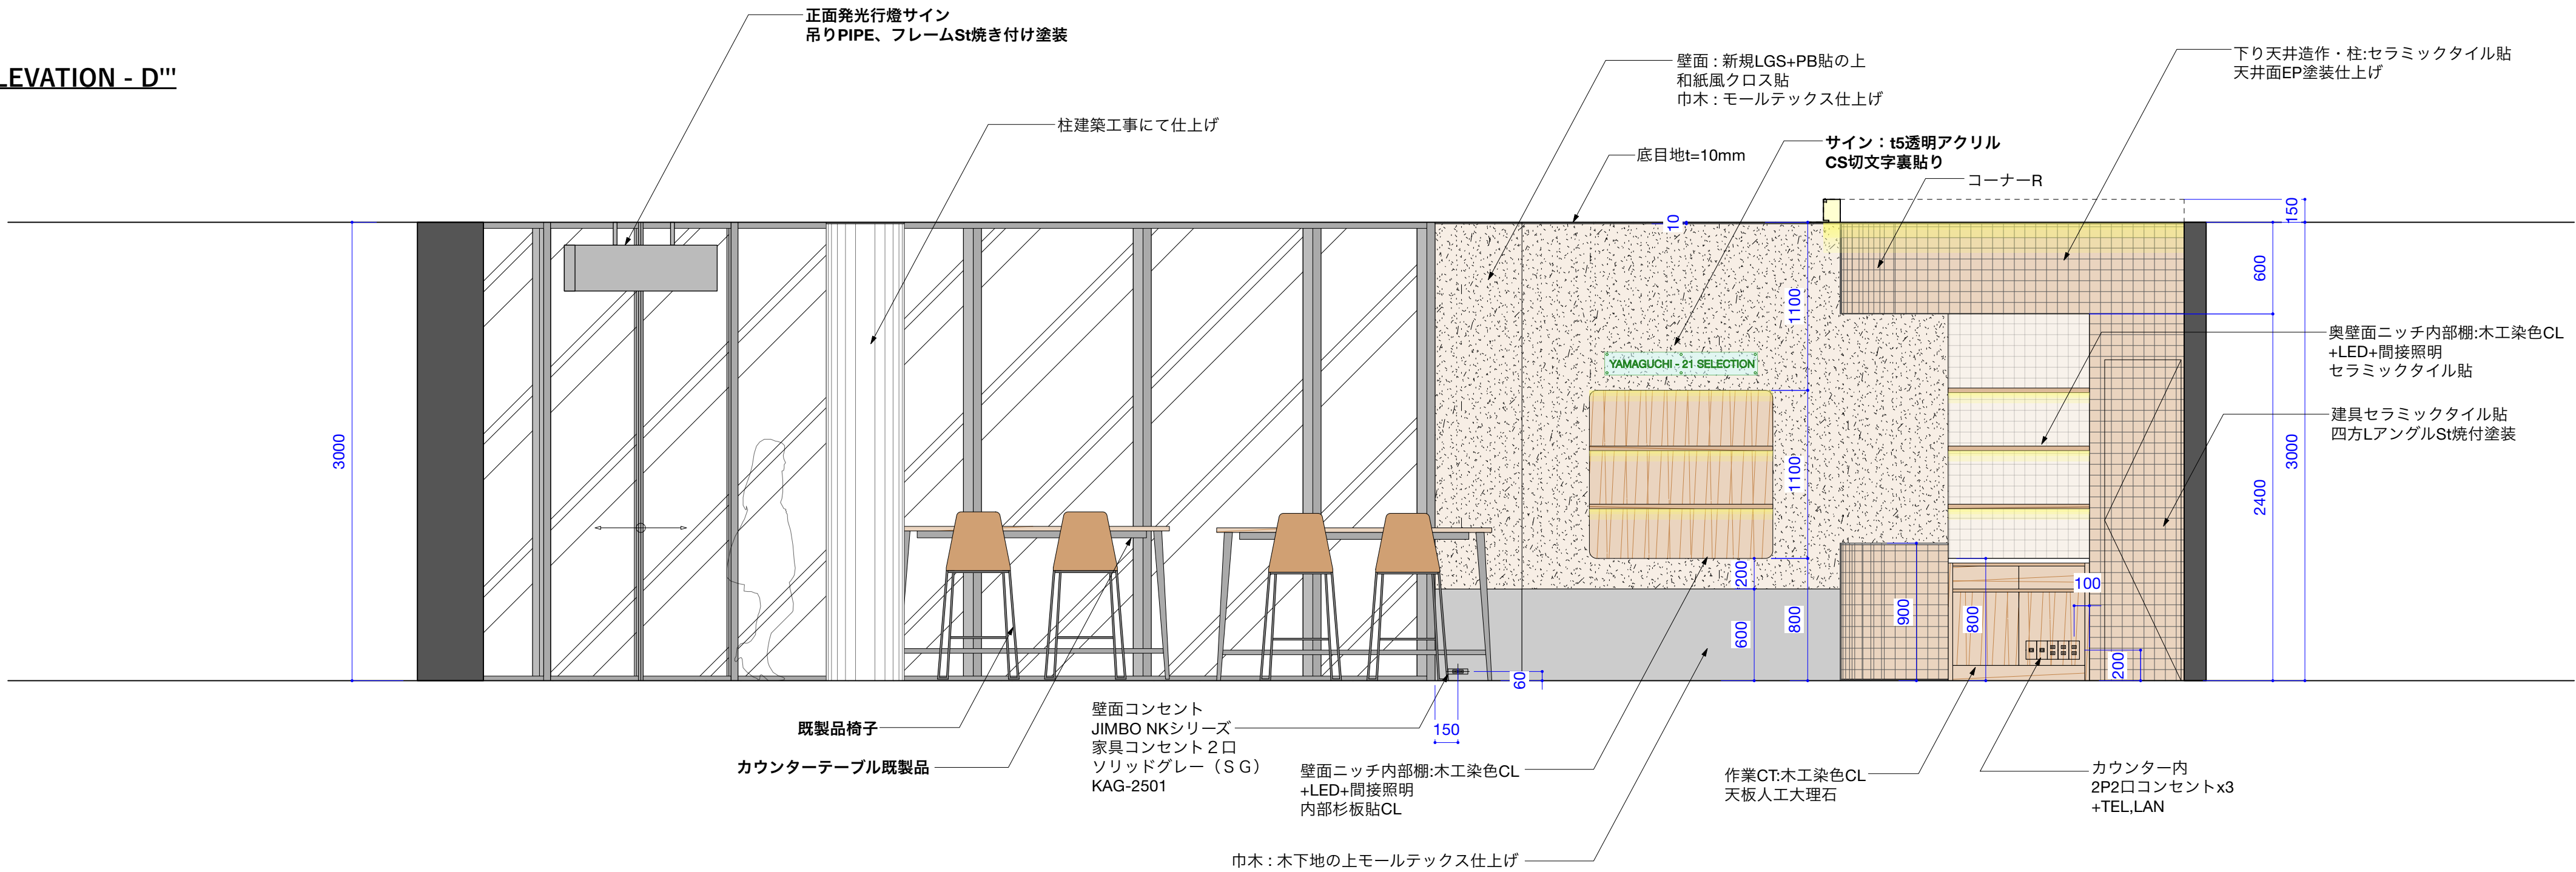 正面発光行燈サイン
吊りPIPE、フレームSt焼き付け塗装
LEVATION - D'''
壁面 : 新規LGS+PB貼の上
和紙風クロス貼
巾木 : モールテックス仕上げ
下り天井造作・柱:セラミックタイル貼
天井面EP塗装仕上げ
柱建築工事にて仕上げ
底目地t=10mm
サイン：t5透明アクリル
CS切文字裏貼り
コーナーR
150
10
600
1100
奥壁面ニッチ内部棚:木工染色CL
+LED+間接照明
セラミックタイル貼
YAMAGUCHI - 21 SELECTION
建具セラミックタイル貼
四方LアングルSt焼付塗装
3000
1100
3000
2400
200
100
900
800
800
600
200
60
150
既製品椅子
カウンターテーブル既製品
壁面コンセント
JIMBO NKシリーズ
家具コンセント２口
ソリッドグレー（ＳＧ）
KAG-2501
壁面ニッチ内部棚:木工染色CL
+LED+間接照明
内部杉板貼CL
作業CT:木工染色CL
天板人工大理石
カウンター内
2P2口コンセントx3
+TEL,LAN
巾木 : 木下地の上モールテックス仕上げ